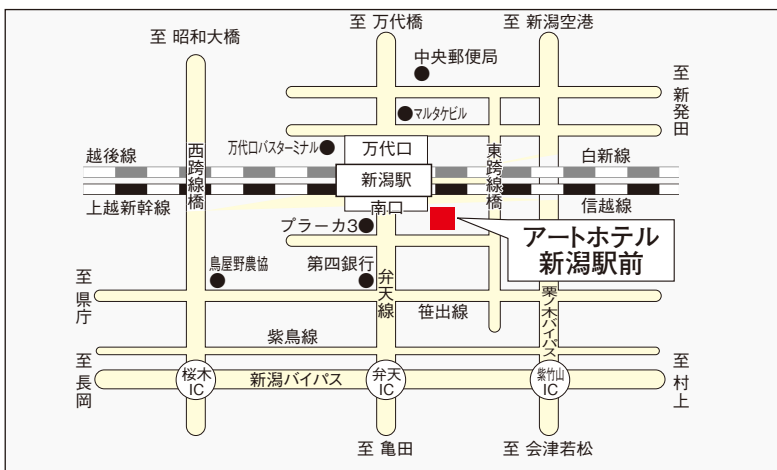 至 昭和大橋
至 万代橋
至 新潟空港
中央郵便局
至新発田
マルタケビル
万代口バスターミナル
万代口
西跨線橋
東跨線橋
越後線
白新線
新潟駅
上越新幹線
信越線
南口
プラーカ3
アートホテル
新潟駅前
鳥屋野農協
第四銀行
弁天線
至県庁
笹出線
栗ノ木バイパス
紫鳥線
至長岡
桜木
IC
新潟バイパス
弁天
IC
紫竹山
IC
至村上
至 亀田
至 会津若松